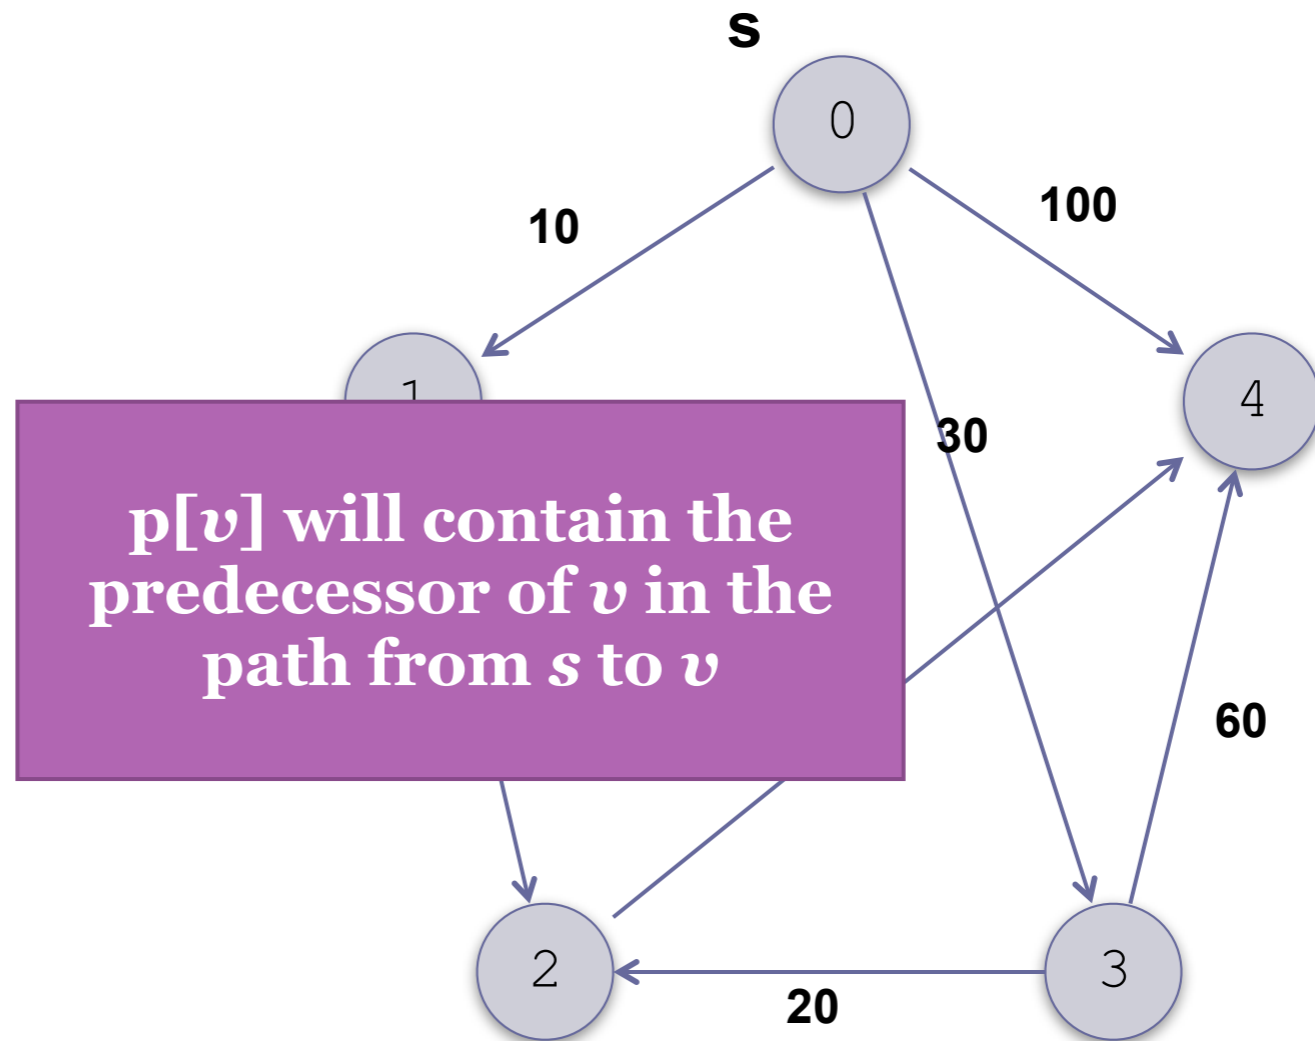 s
0
10
100
1
4
30
p[v] will contain the
predecessor of v in the
path from s to v
60
2
3
20